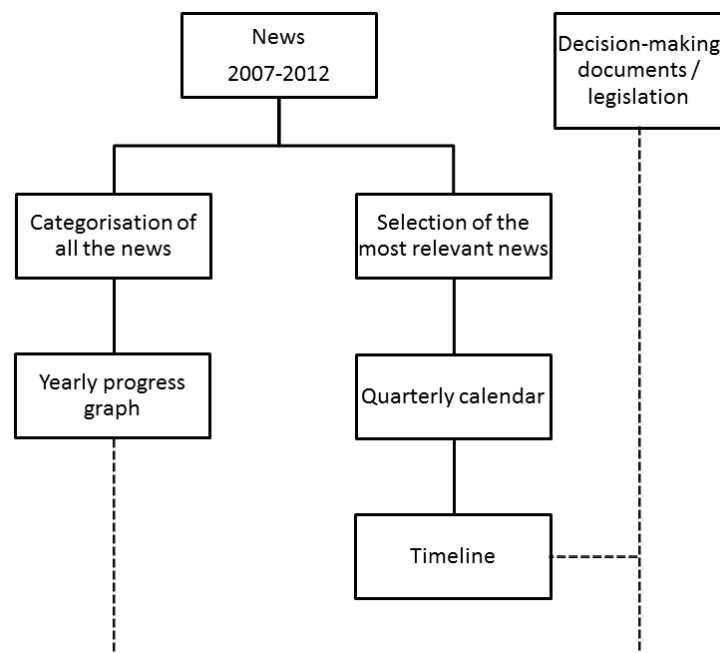 News
2007-2012
Decision-making
documents /
legislation
Categorisation of
all the news
Selection of the
most relevant news
Yearly progress
graph
Quarterly calendar
Timeline